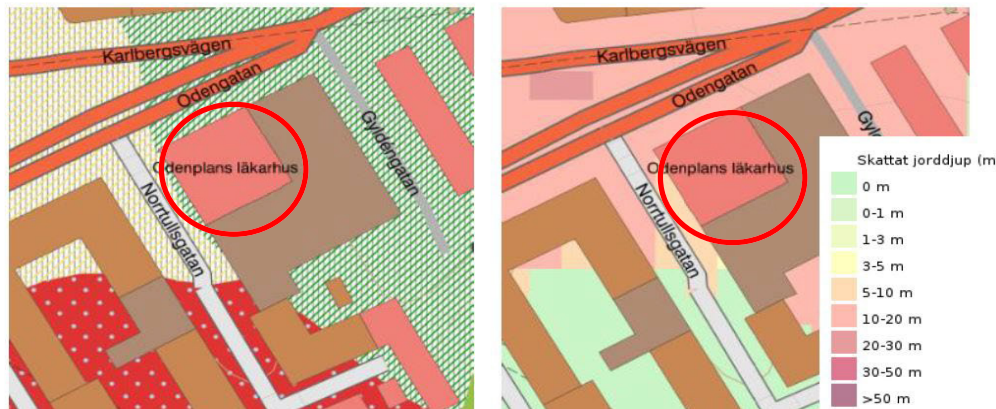 Karlbergsvägen
Odengatan
Gyldengatan
Odenplans läkarhus
Norrtullsgatan
Karlbergsvägen
Odengatan
Gylde
Odenplans läkarhus
Norrtullsgatan
Skattat jorddjup (m
0 m
0-1 m
1-3 m
3-5 m
5-10 m
10-20 m
20-30 m
30-50 m
>50 m